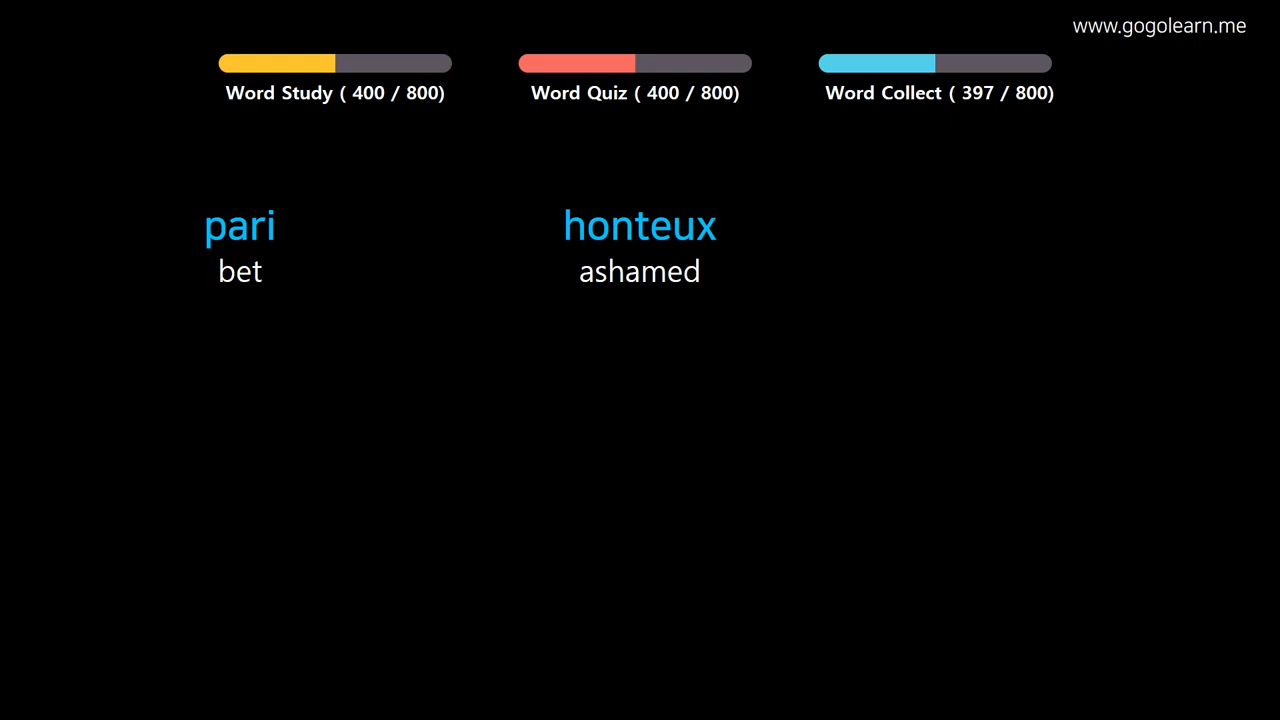 www.gogolearn.me
Word Study ( 400 / 800)
Word Quiz ( 400 / 800)
Word Collect ( 397 / 800)
pari
bet
honteux
ashamed